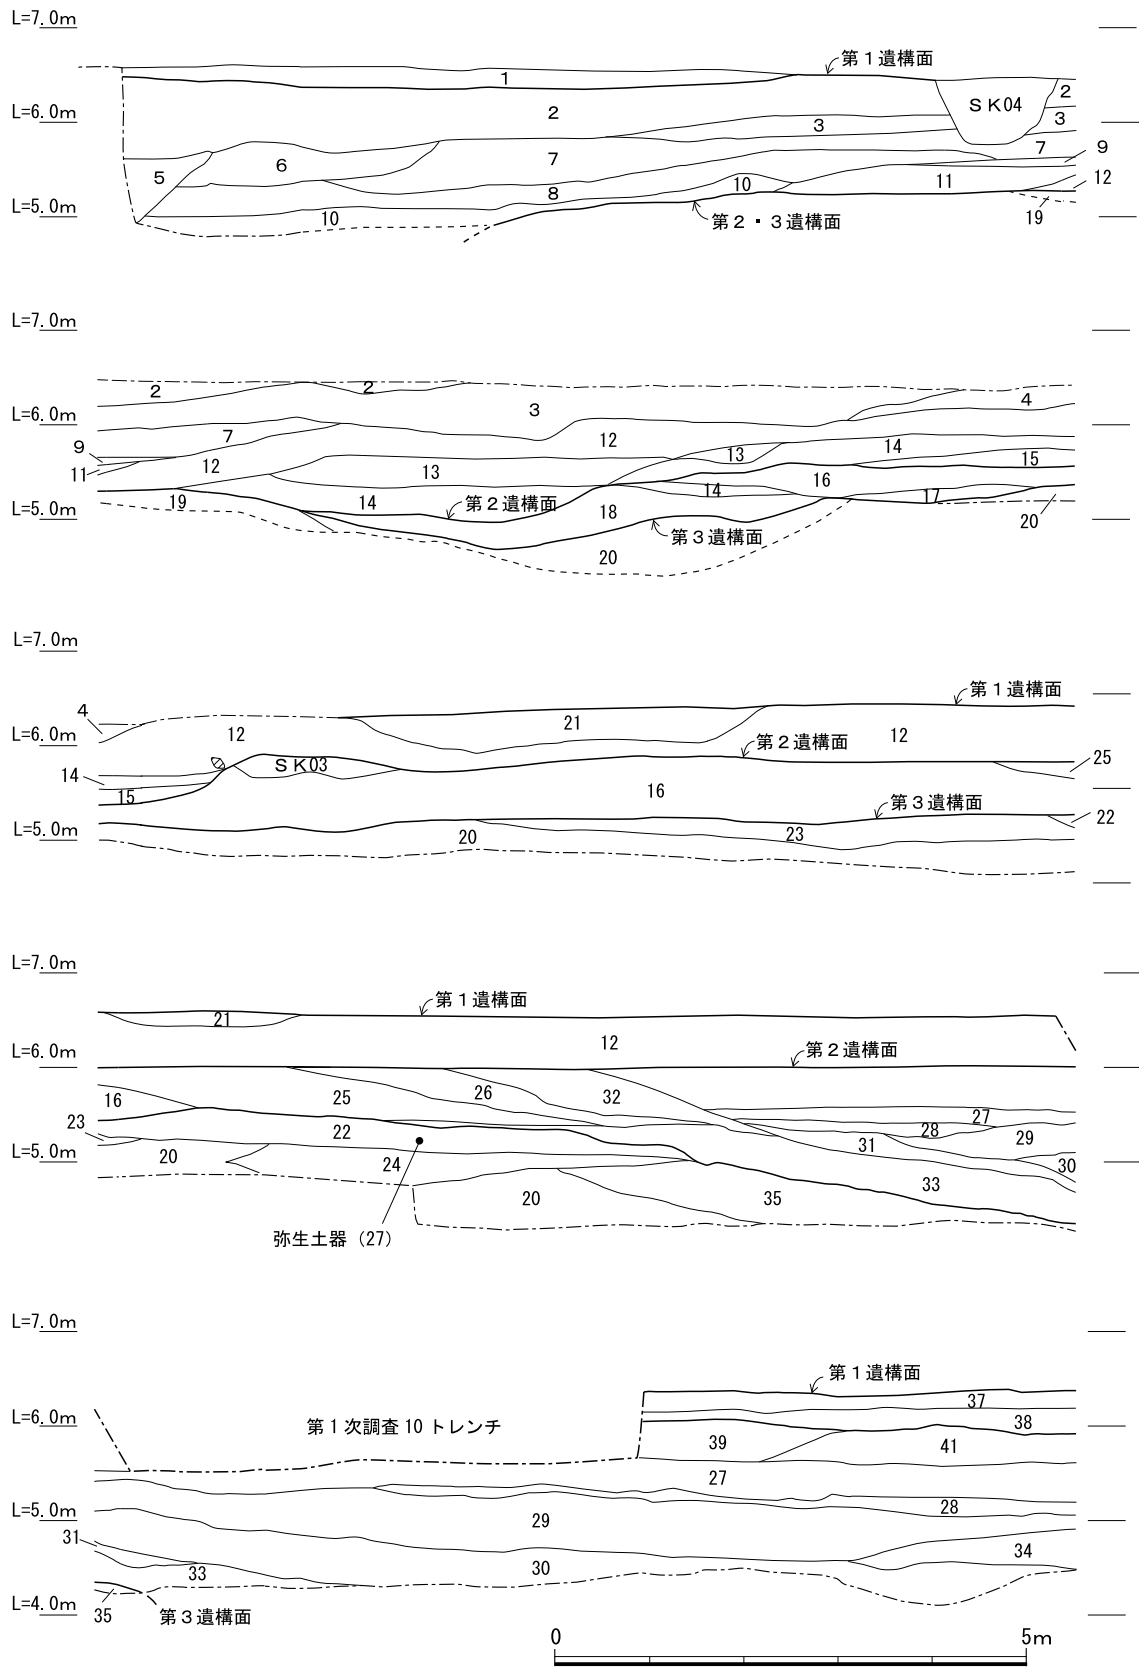 L=7.0m
第1遺構面
1
SK04
2
L=6.0m
2
3
3
7
6
7
9
5
8
10
11
12
L=5.0m
10
第2・3遺構面
19
L=7.0m
2
2
4
3
L=6.0m
7
12
14
9
13
15
11
12
13
16
14
17
19
14
第2遺構面
18
20
L=5.0m
第3遺構面
20
L=7.0m
第1遺構面
4
21
L=6.0m
12
12
第2遺構面
SK03
25
14
15
16
第3遺構面
22
L=5.0m
20
23
L=7.0m
第1遺構面
21
12
L=6.0m
第2遺構面
16
25
26
32
27
23
22
28
29
31
L=5.0m
20
24
30
20
35
33
弥生土器（27）
L=7.0m
第1遺構面
37
L=6.0m
第1次調査10トレンチ
38
39
41
27
28
L=5.0m
29
31
34
33
30
L=4.0m
35
第3遺構面
0
5m